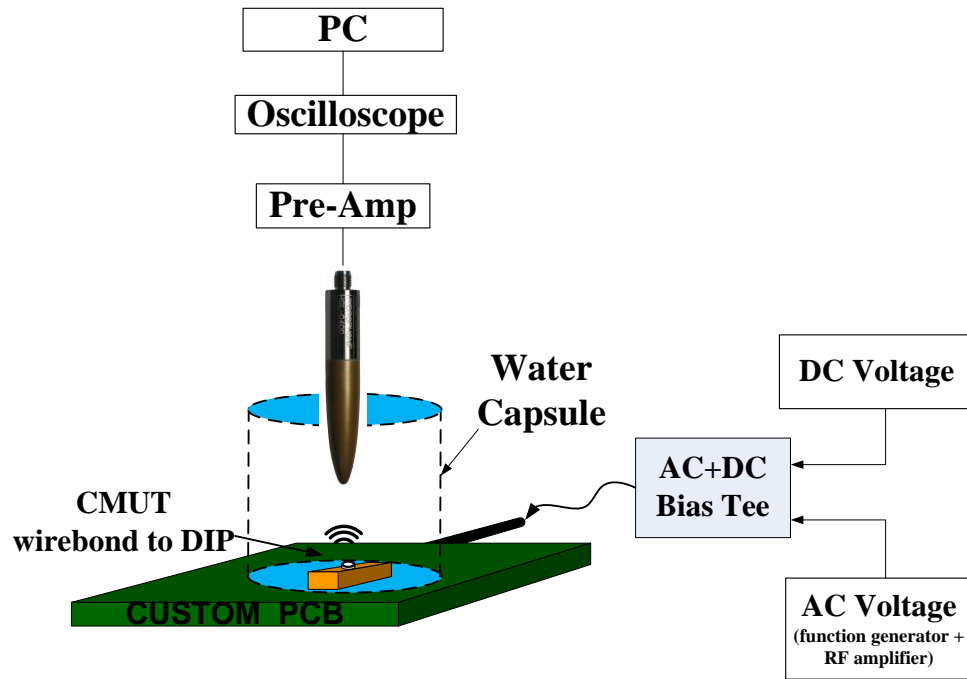 PC
Oscilloscope
Pre-Amp
Water
Capsule
DC Voltage
AC+DC
Bias Tee
CMUT
wirebond to DIP
CUSTOM PCB
AC Voltage
(function generator +
RF amplifier)